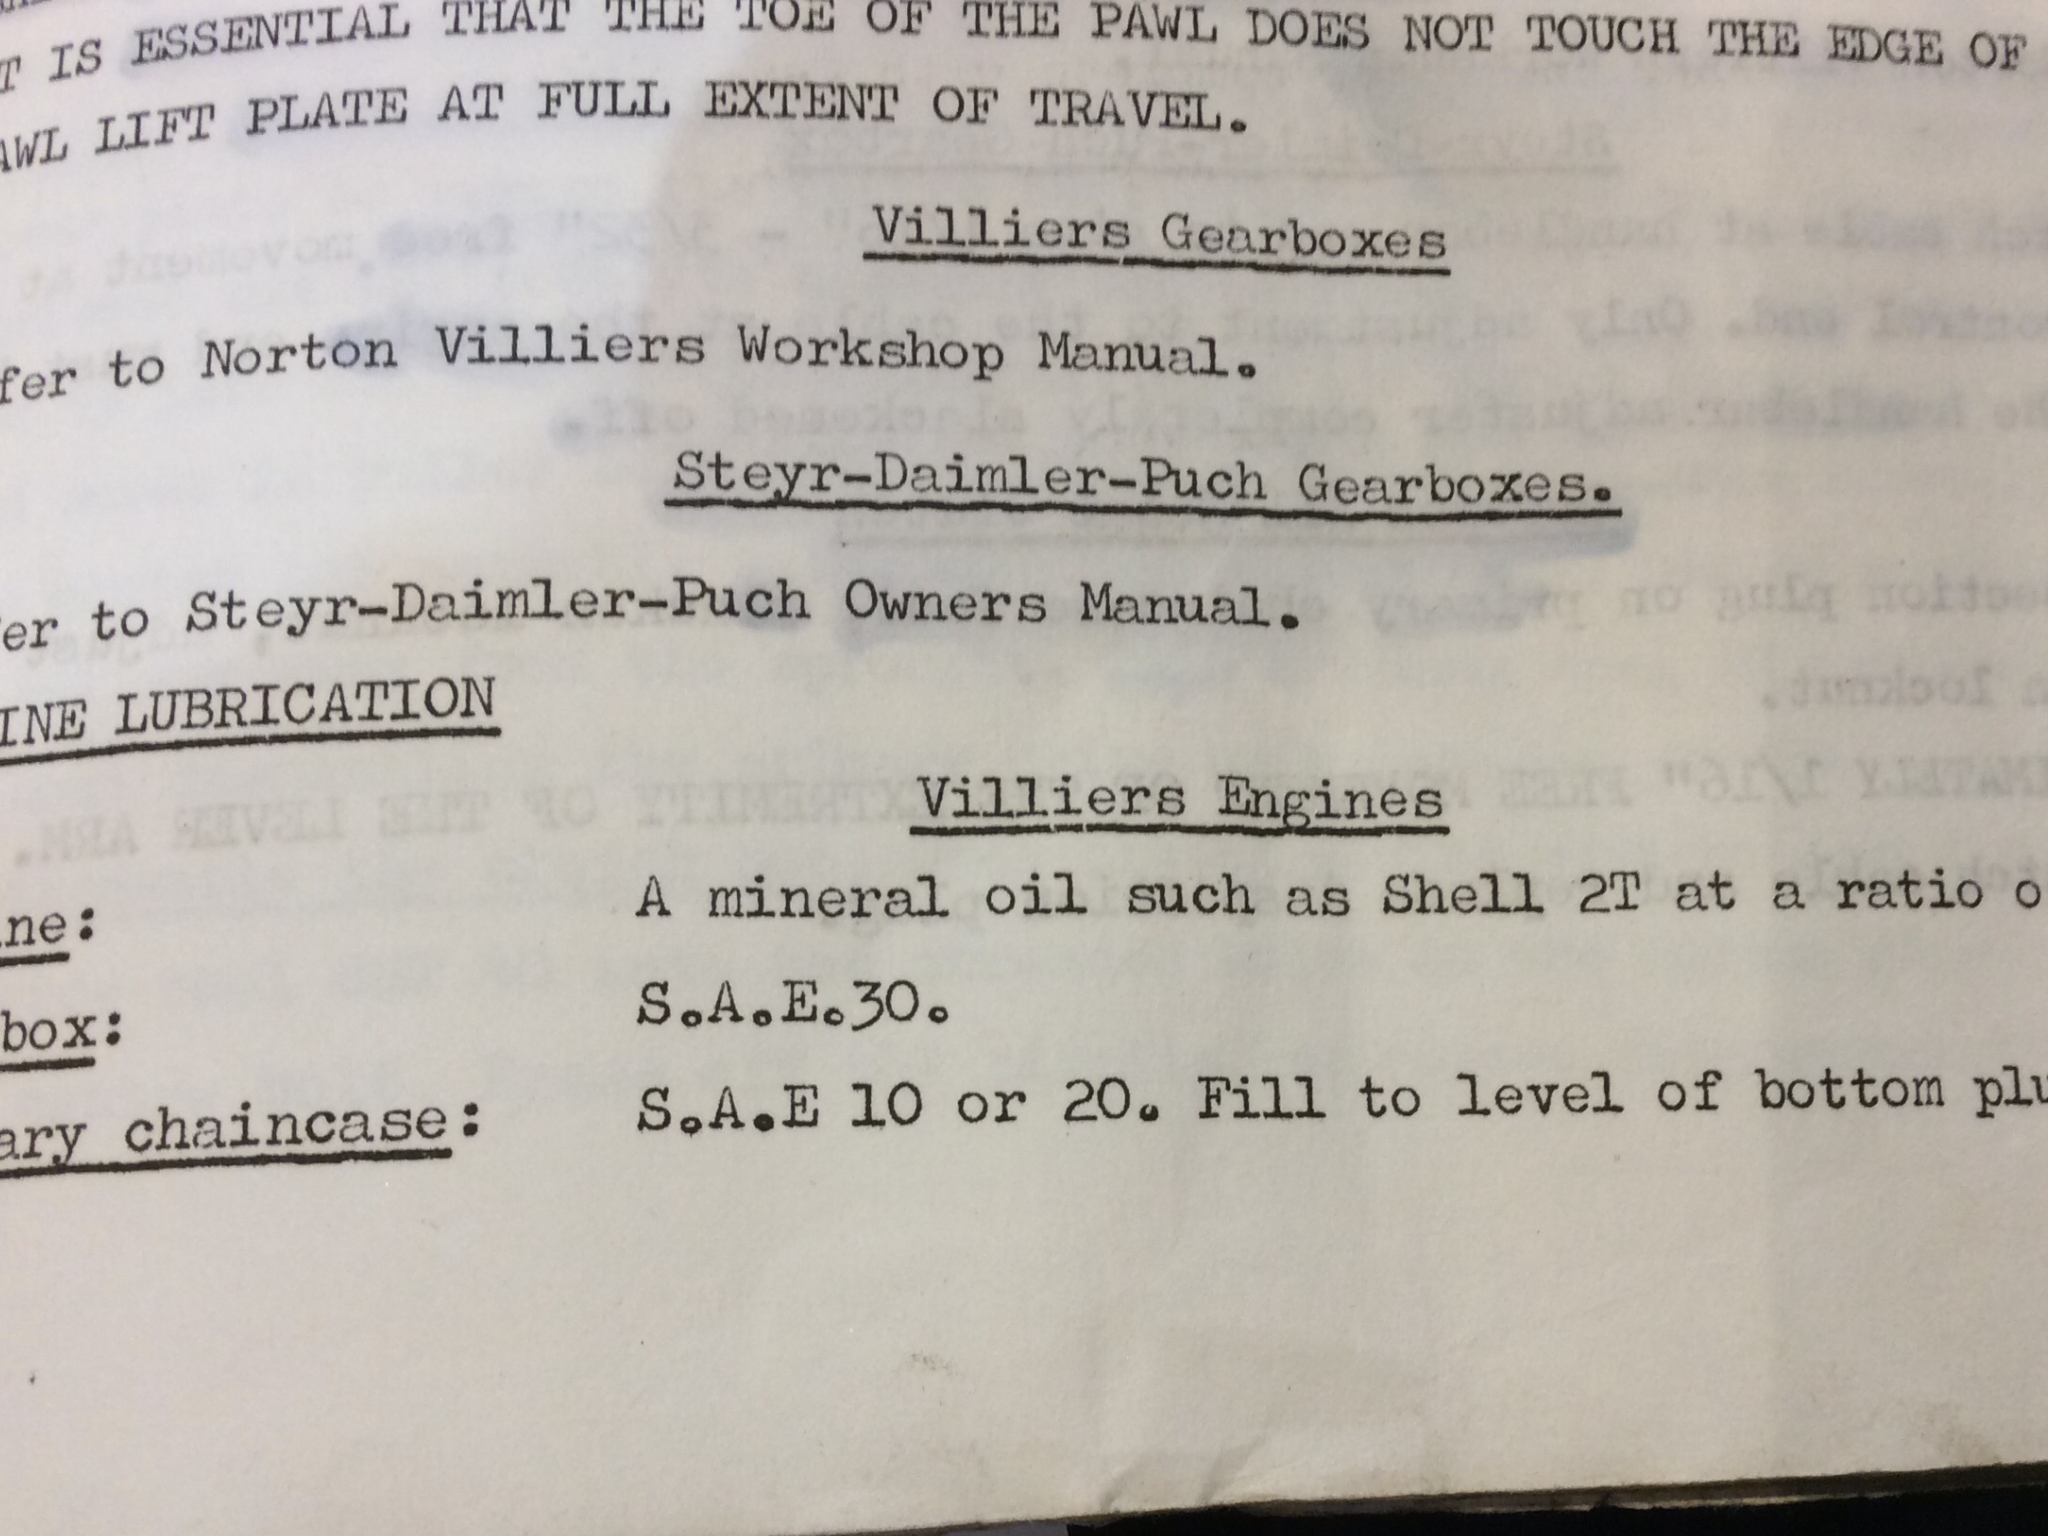 T IS ESSENTIAL THAT THE TOE OF THE PAWL DOES NOT TOUCH THE EDGE OF
AWL LIFT PLATE AT FULL EXTENT OF TRAVEL.
Villiers Gearboxes
fer to Norton Villiers Workshop Manual.
Steyr-Daimler-Puch Gearboxes.
er to Steyr-Daimler-Puch Owners Manual.
INE LUBRICATION
Villiers Engines
ine: A mineral oil such as Shell 2T at a ratio o
box: S.A.E.30.
ary chaincase: S.A.E 10 or 20. Fill to level of bottom plu